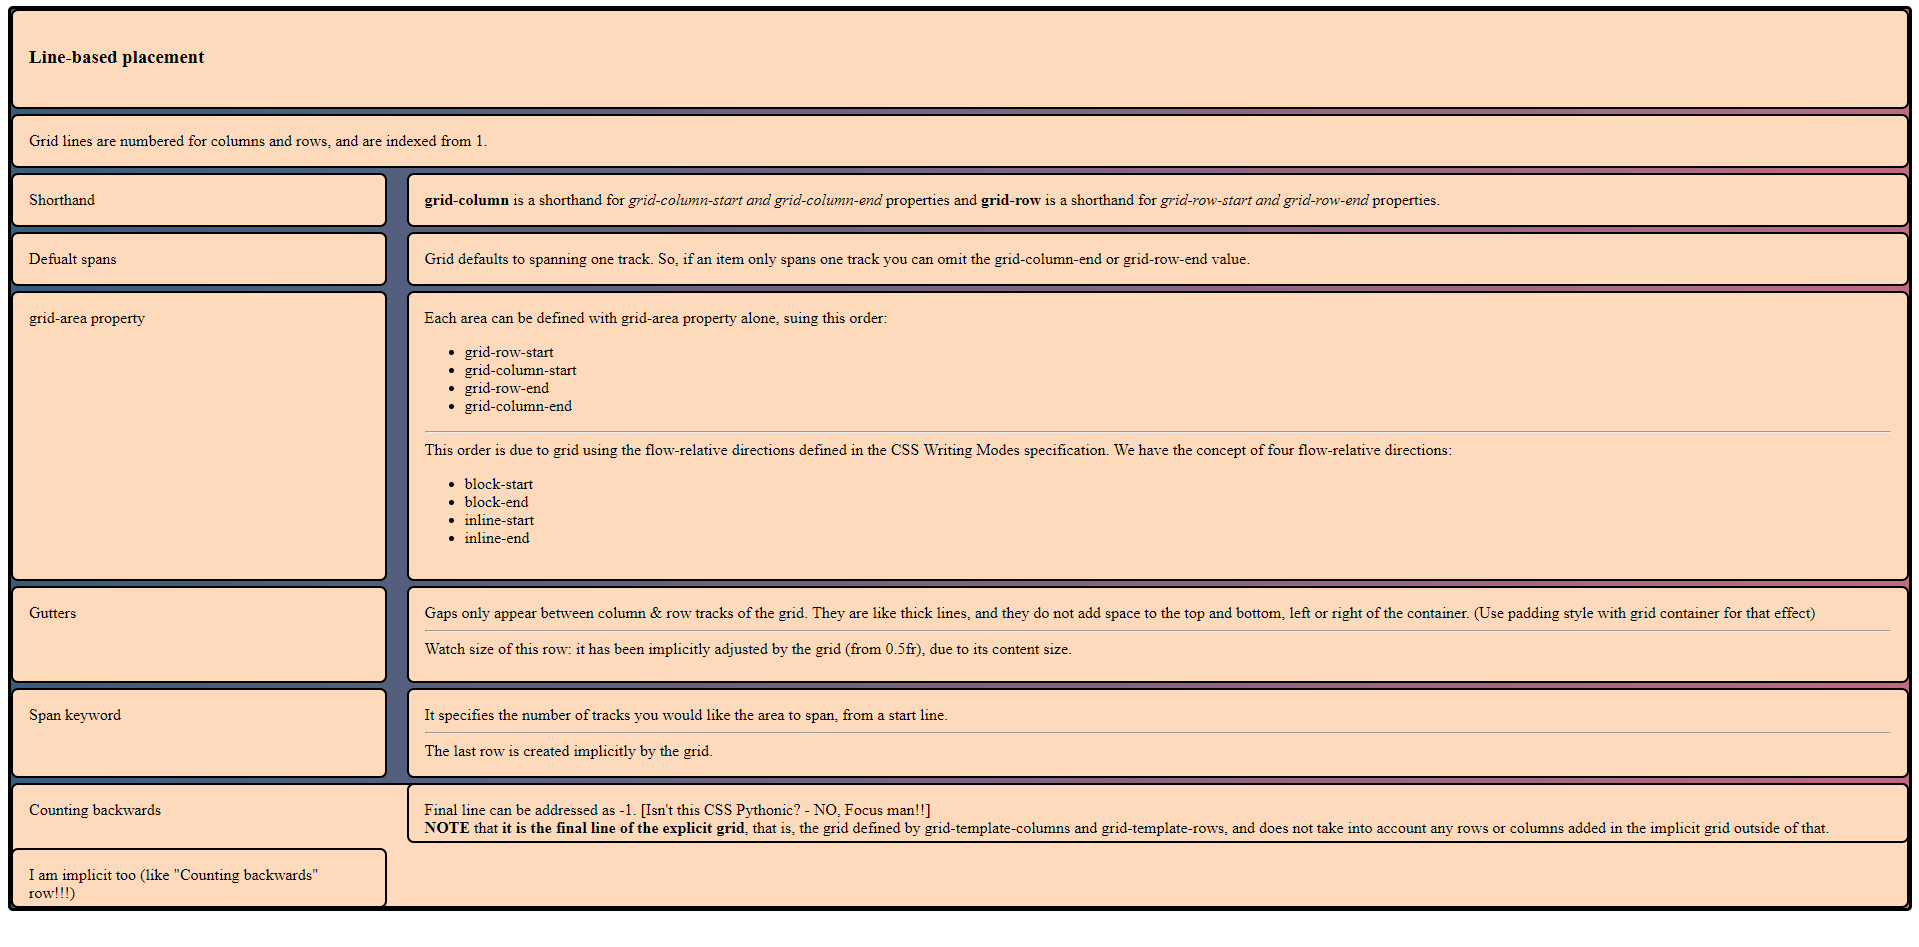 Line-based placement
Grid lines are numbered for columns and rows, and are indexed from 1.
Shorthand
grid-column is a shorthand for grid-column-start and grid-column-end properties and grid-row is a shorthand for grid-row-start and grid-row-end properties.
Defualt spans
Grid defaults to spanning one track. So, if an item only spans one track you can omit the grid-column-end or grid-row-end value.
grid-area property
Each area can be defined with grid-area property alone, suing this order:
• grid-row-start
• grid-column-start
• grid-row-end
• grid-column-end
This order is due to grid using the flow-relative directions defined in the CSS Writing Modes specification. We have the concept of four flow-relative directions:
• block-start
• block-end
• inline-start
• inline-end
Gutters
Gaps only appear between column & row tracks of the grid. They are like thick lines, and they do not add space to the top and bottom, left or right of the container. (Use padding style with grid container for that effect)
Watch size of this row: it has been implicitly adjusted by the grid (from 0.5fr), due to its content size.
Span keyword
It specifies the number of tracks you would like the area to span, from a start line.
The last row is created implicitly by the grid.
Counting backwards
Final line can be addressed as -1. [Isn't this CSS Pythonic? - NO, Focus man!!]
NOTE that it is the final line of the explicit grid, that is, the grid defined by grid-template-columns and grid-template-rows, and does not take into account any rows or columns added in the implicit grid outside of that.
I am implicit too (like "Counting backwards"
row!!!)